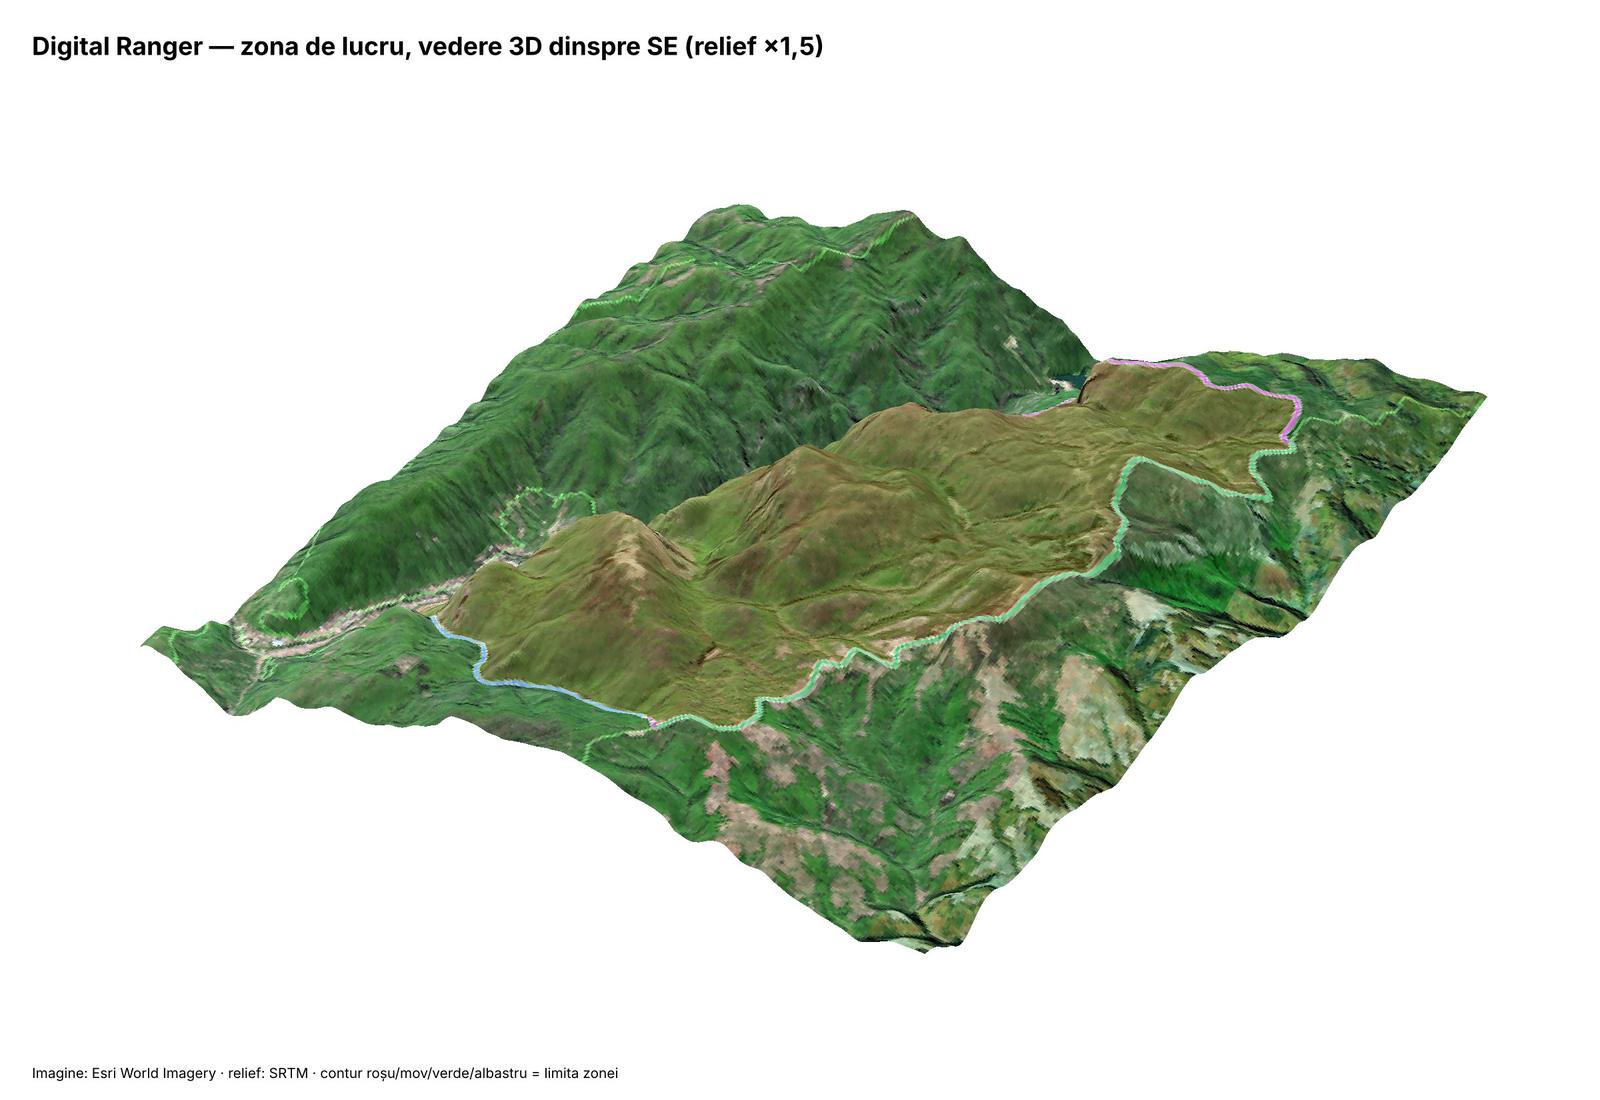 Digital Ranger — zona de lucru, vedere 3D dinspre SE (relief ×1,5)
Imagine: Esri World Imagery · relief: SRTM · contur roșu/mov/verde/albastru = limita zonei